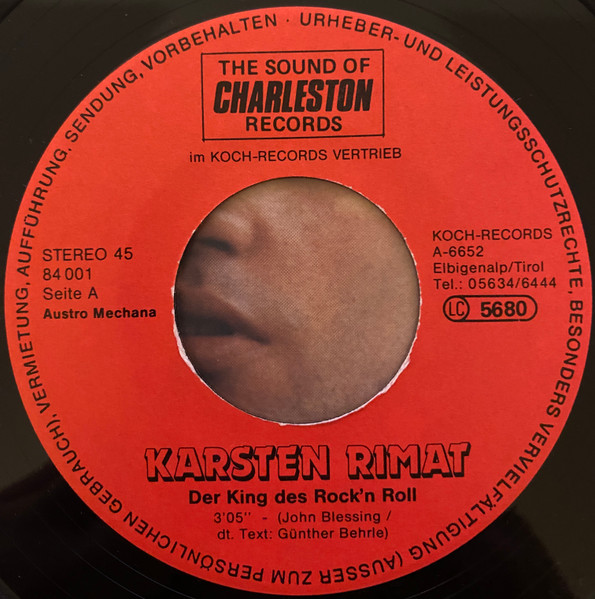 URHEBER- UND LEISTUNGSSCHUTZRECHTE, BESONDERS VERVIELFÄLTIGUNG (AUSSER ZUM PERSÖNLICHEN GEBRAUCH), VERMIETUNG, AUFFÜHRUNG. SENDUNG, VORBEHALTEN ·
THE SOUND OF
CHARLESTON
RECORDS
im KOCH-RECORDS VERTRIEB
STEREO 45
84 001
Seite A
Austro Mechana
KOCH-RECORDS
A-6652
Elbigenalp/Tirol
Tel.: 05634/6444
LC 5680
KARSTEN RIMAT
Der King des Rock'n Roll
3'05" - (John Blessing /
dt. Text: Günther Behrle)